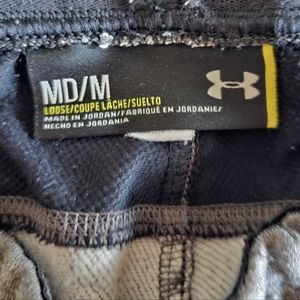 MD/M
LOOSE/COUPE LÂCHE/SUELTO
MADE IN JORDAN/FABRIQUÉ EN JORDANIE/
HECHO EN JORDANIA